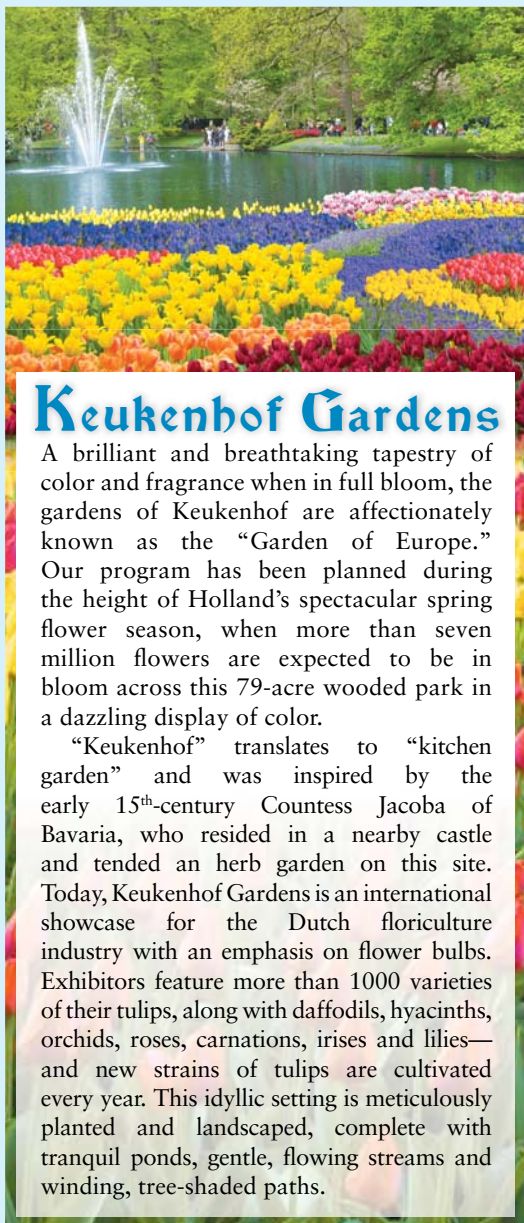 Keukenhof Gardens
A brilliant and breathtaking tapestry of
color and fragrance when in full bloom, the
gardens of Keukenhof are affectionately
known as the “Garden of Europe.”
Our program has been planned during
the height of Holland’s spectacular spring
flower season, when more than seven
million flowers are expected to be in
bloom across this 79-acre wooded park in
a dazzling display of color.
“Keukenhof” translates to “kitchen
garden” and was inspired by the
early 15th-century Countess Jacoba of
Bavaria, who resided in a nearby castle
and tended an herb garden on this site.
Today, Keukenhof Gardens is an international
showcase for the Dutch floriculture
industry with an emphasis on flower bulbs.
Exhibitors feature more than 1000 varieties
of their tulips, along with daffodils, hyacinths,
orchids, roses, carnations, irises and lilies—
and new strains of tulips are cultivated
every year. This idyllic setting is meticulously
planted and landscaped, complete with
tranquil ponds, gentle, flowing streams and
winding, tree-shaded paths.